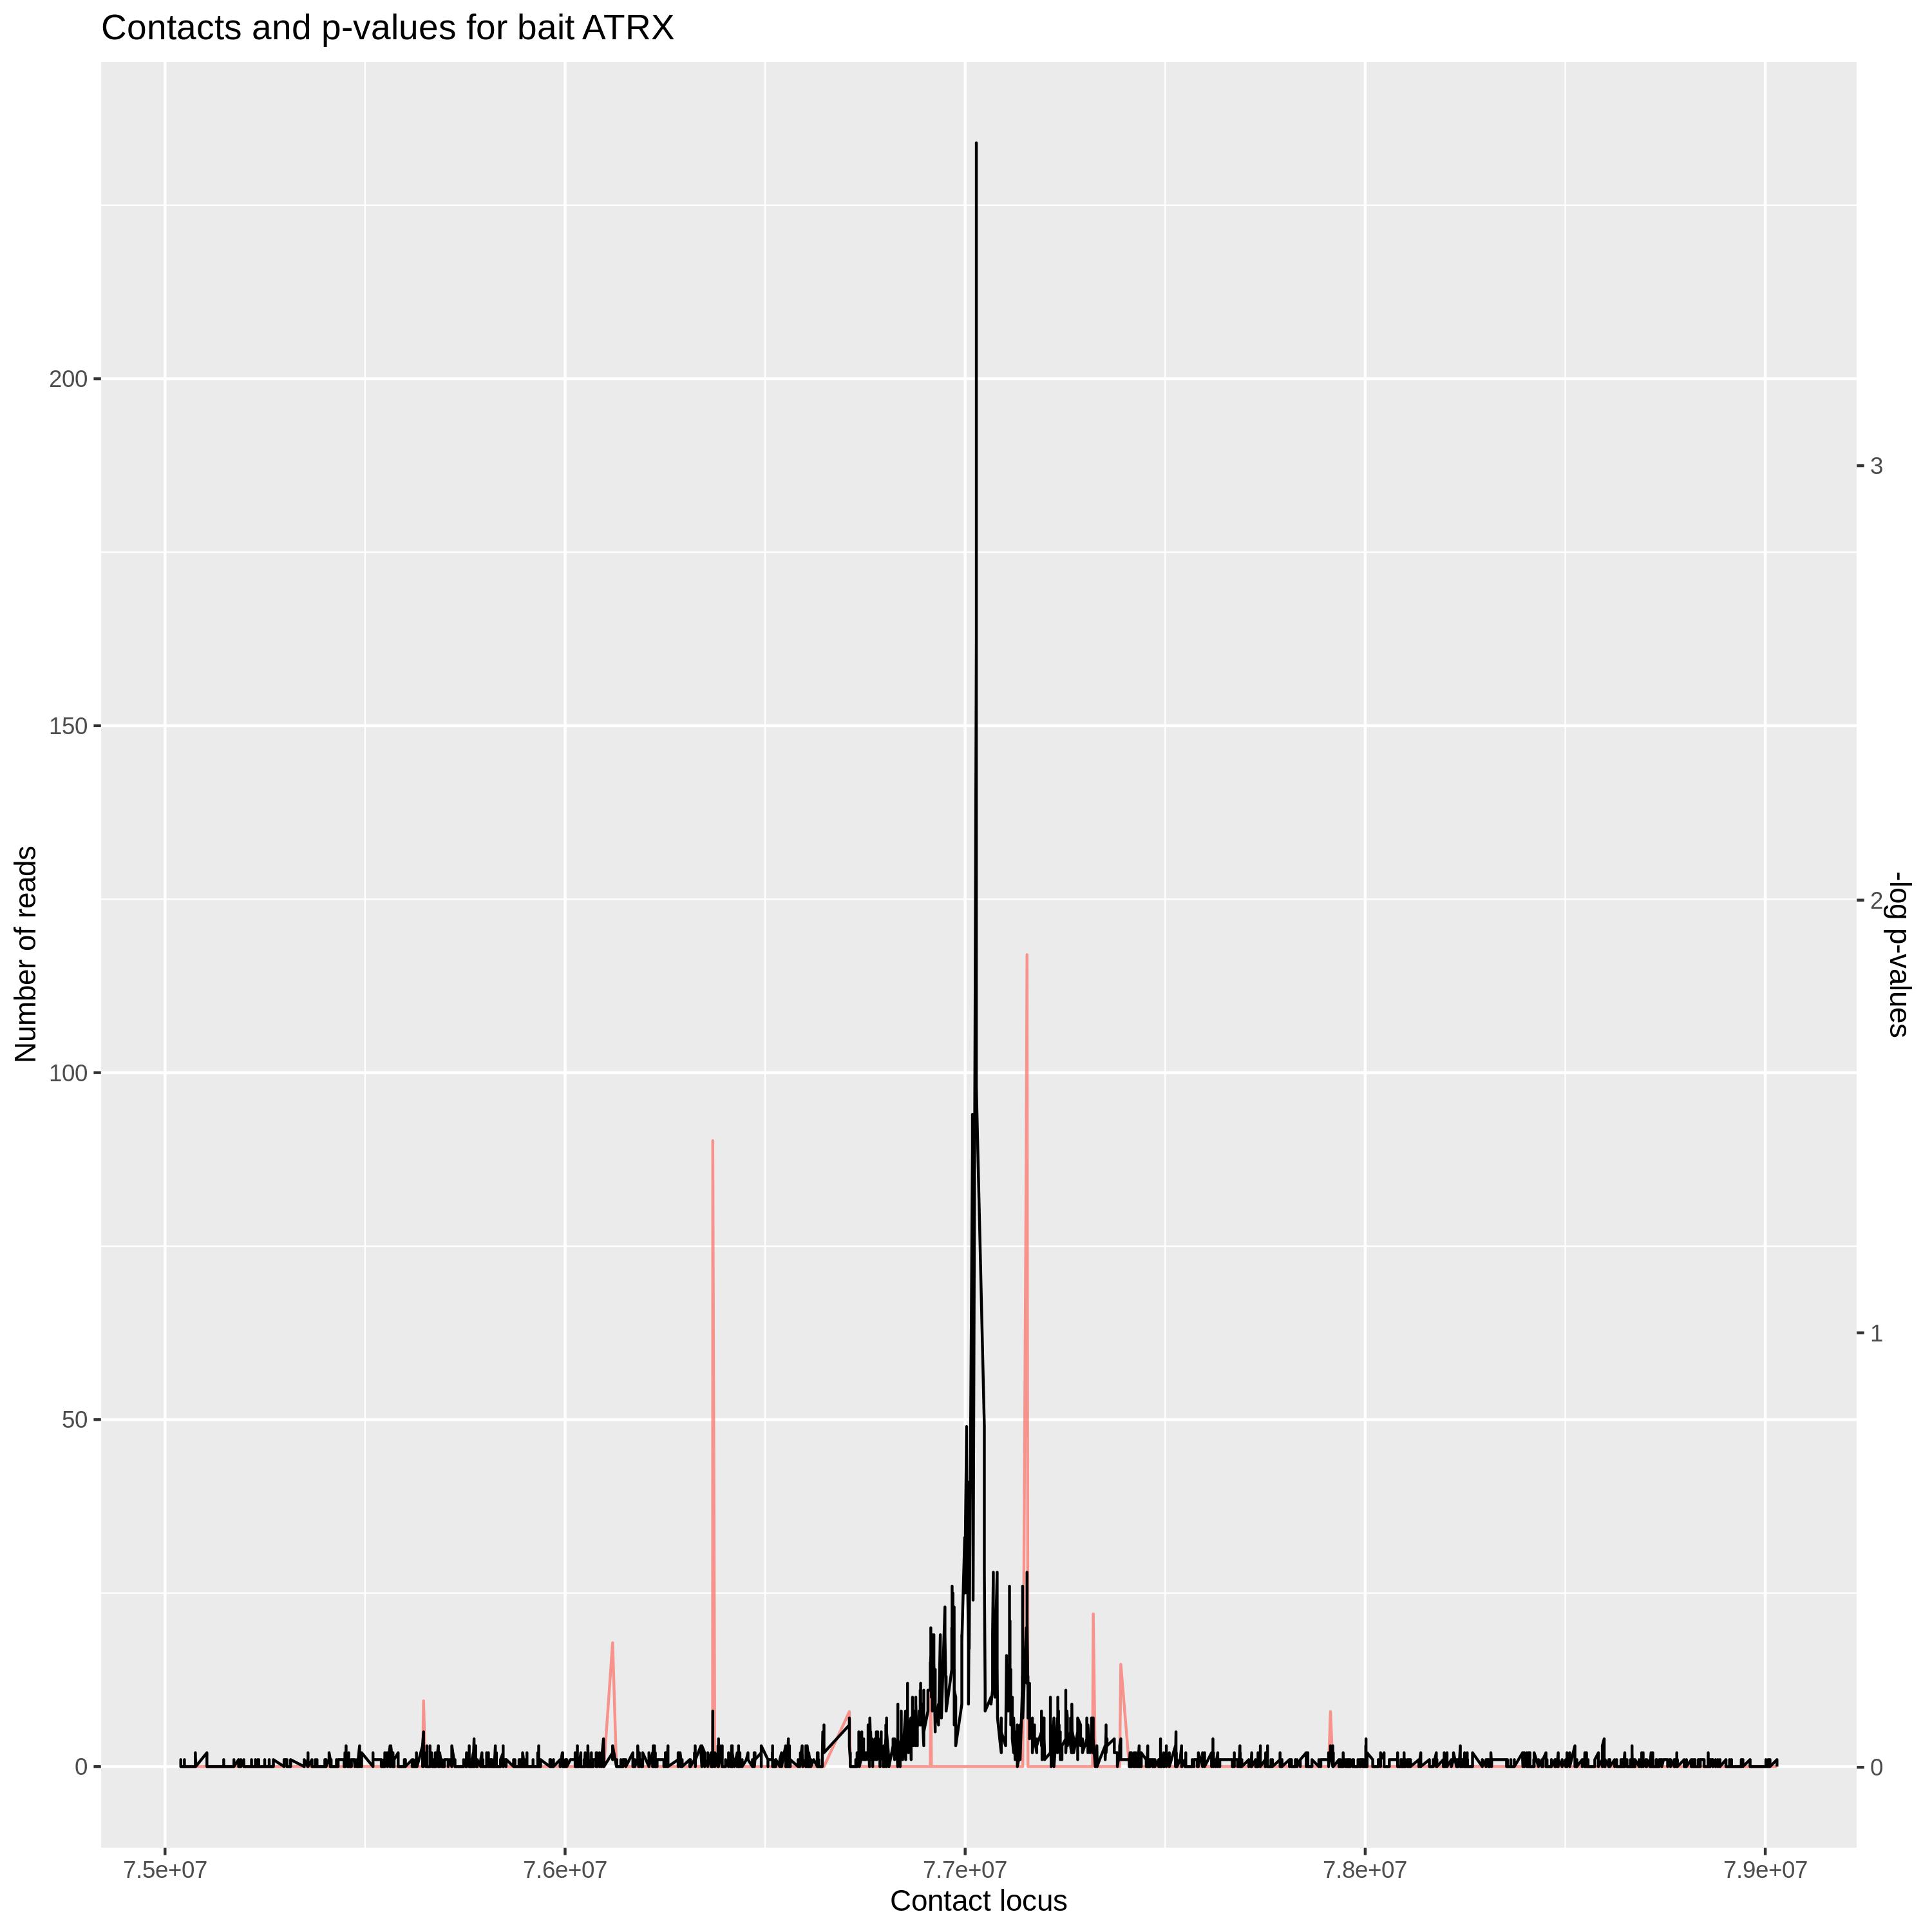 Contacts and p-values for bait ATRX
Number of reads
200
150
100
50
0
3
2
1
0
-log p-values
7.5e+07
7.6e+07
7.7e+07
7.8e+07
7.9e+07
Contact locus